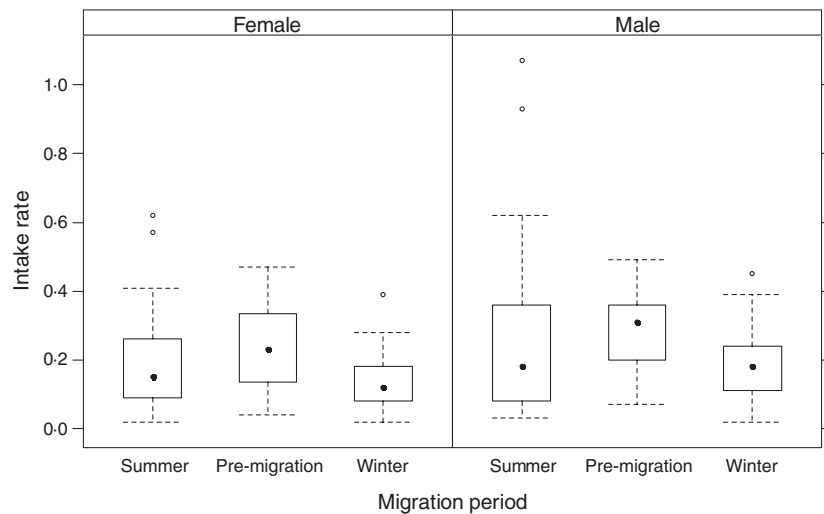 Female Male
1·0
0·8
0·6
0·4
0·2
0·0
Intake rate
Summer Pre-migration Winter Summer Pre-migration Winter
Migration period